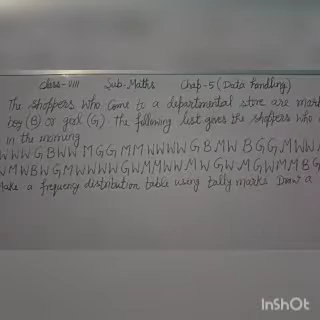 Class-VIII Sub-Maths Chap-5 (Data handling)
The shoppers who come to a departmental store are mark
boy (B) or girl (G). The following list gives the shoppers who
in the morning
W W W G B W W M G G M M W W W W G B M W B G G M W W
W M W B W G M W W W W G W M M W W M W G W M G W M M B G
Make a frequency distribution table using tally marks. Draw a
InShOt